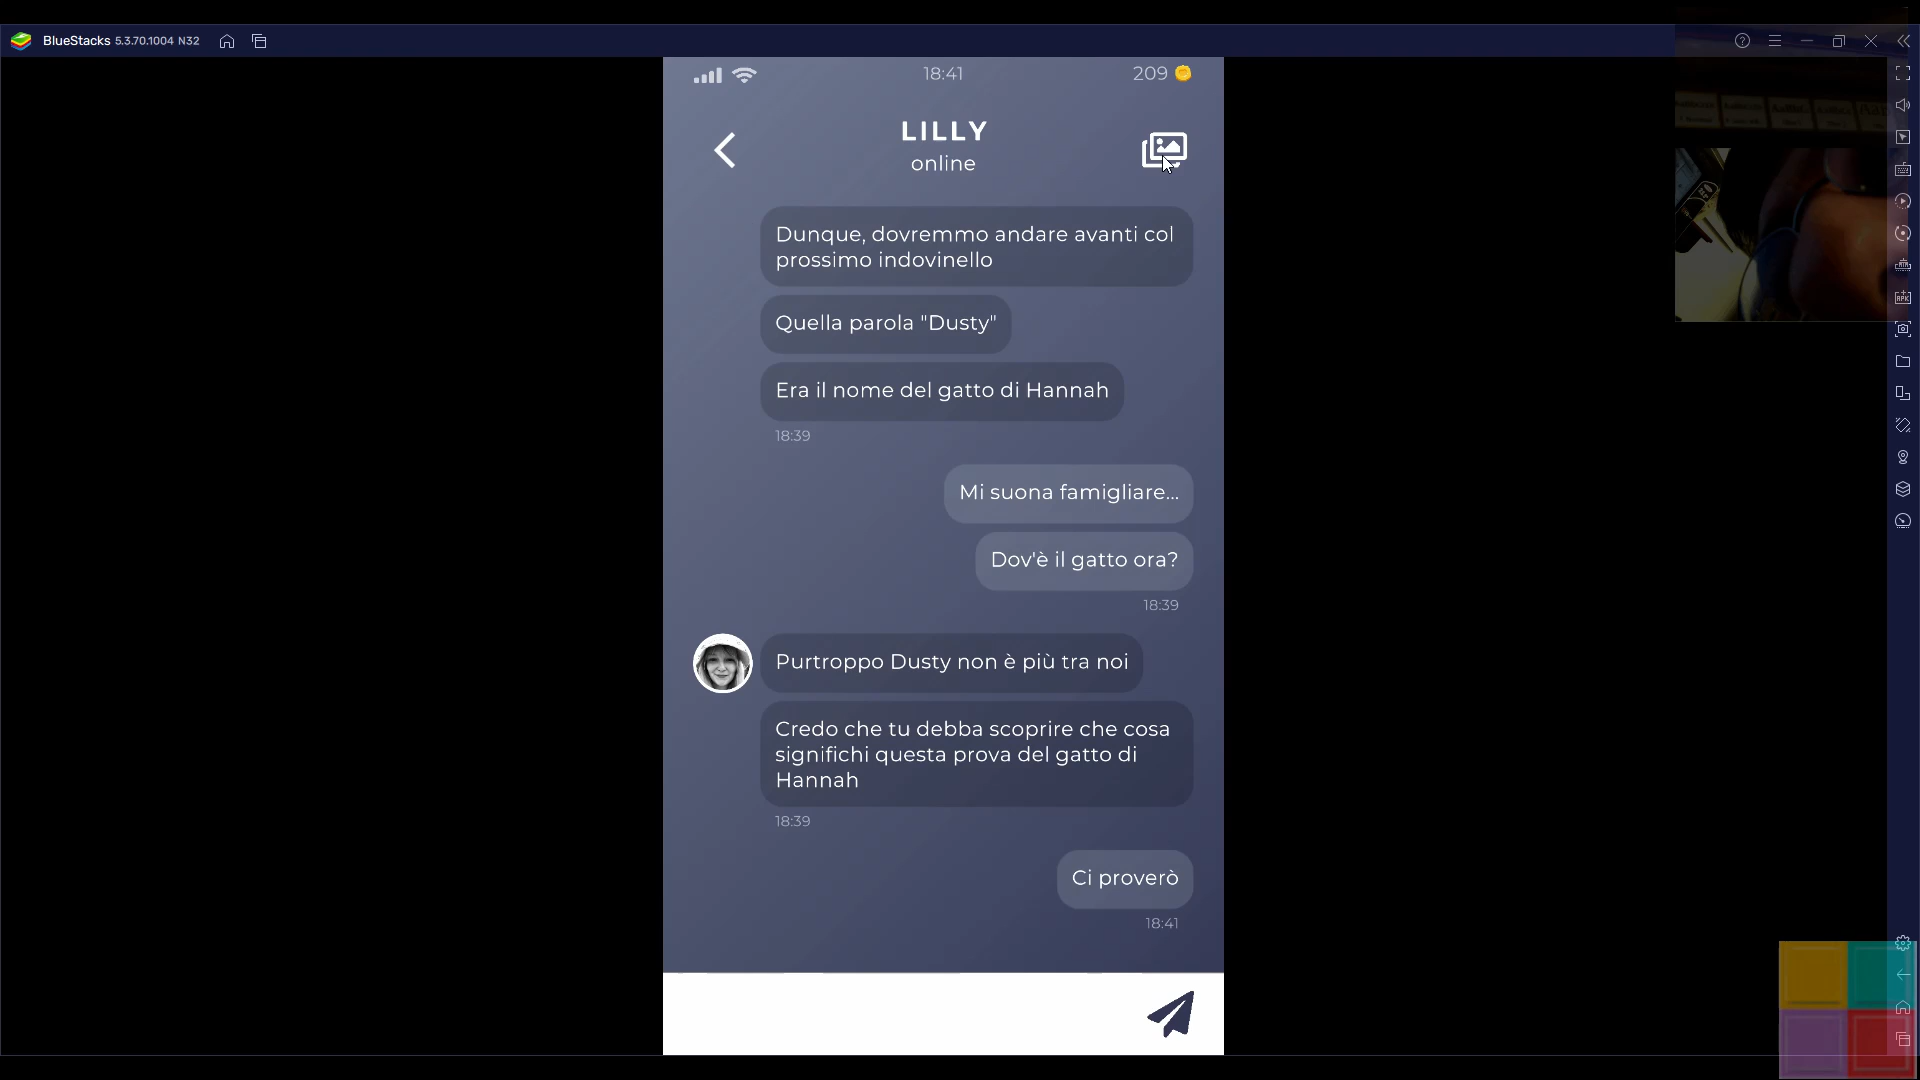 BlueStacks 5.3.70.1004 N32
18:41
209
LILLY
online
Dunque, dovremmo andare avanti col
prossimo indovinello
Quella parola "Dusty"
Era il nome del gatto di Hannah
18:39
Mi suona famigliare...
Dov'è il gatto ora?
18:39
Purtroppo Dusty non è più tra noi
Credo che tu debba scoprire che cosa
significhi questa prova del gatto di
Hannah
18:39
Ci proverò
18:41